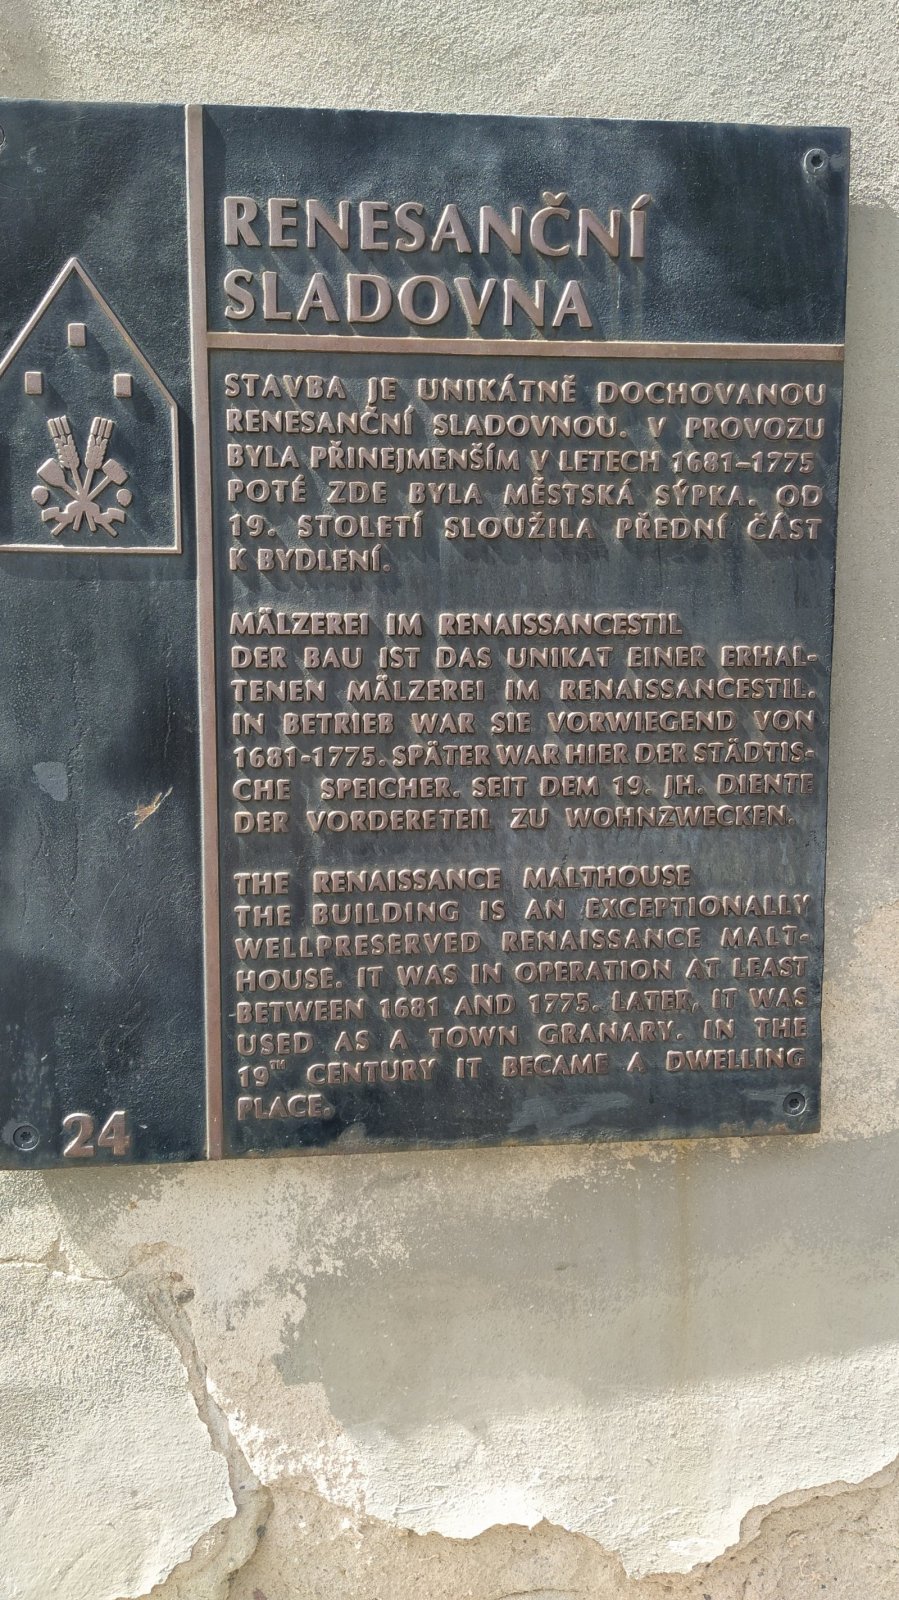 RENESANČNÍ
SLADOVNA
STAVBA JE UNIKÁTNĚ DOCHOVANOU
RENESANČNÍ SLADOVNOU. V PROVOZU
BYLA PŘINEJMENŠÍM V LETECH 1681–1775
POTÉ ZDE BYLA MĚSTSKÁ SÝPKA. OD
19. STOLETÍ SLOUŽILA PŘEDNÍ ČÁST
K BYDLENÍ.
MÄLZEREI IM RENAISSANCESTIL
DER BAU IST DAS UNIKAT EINER ERHAL-
TENEN MÄLZEREI IM RENAISSANCESTIL.
IN BETRIEB WAR SIE VORWIEGEND VON
1681-1775. SPÄTER WAR HIER DER STÄDTIS-
CHE SPEICHER. SEIT DEM 19. JH. DIENTE
DER VORDERETEIL ZU WOHNZWECKEN.
THE RENAISSANCE MALTHOUSE
THE BUILDING IS AN EXCEPTIONALLY
WELLPRESERVED RENAISSANCE MALT-
HOUSE. IT WAS IN OPERATION AT LEAST
BETWEEN 1681 AND 1775. LATER, IT WAS
USED AS A TOWN GRANARY. IN THE
19TH CENTURY IT BECAME A DWELLING
PLACE.
24